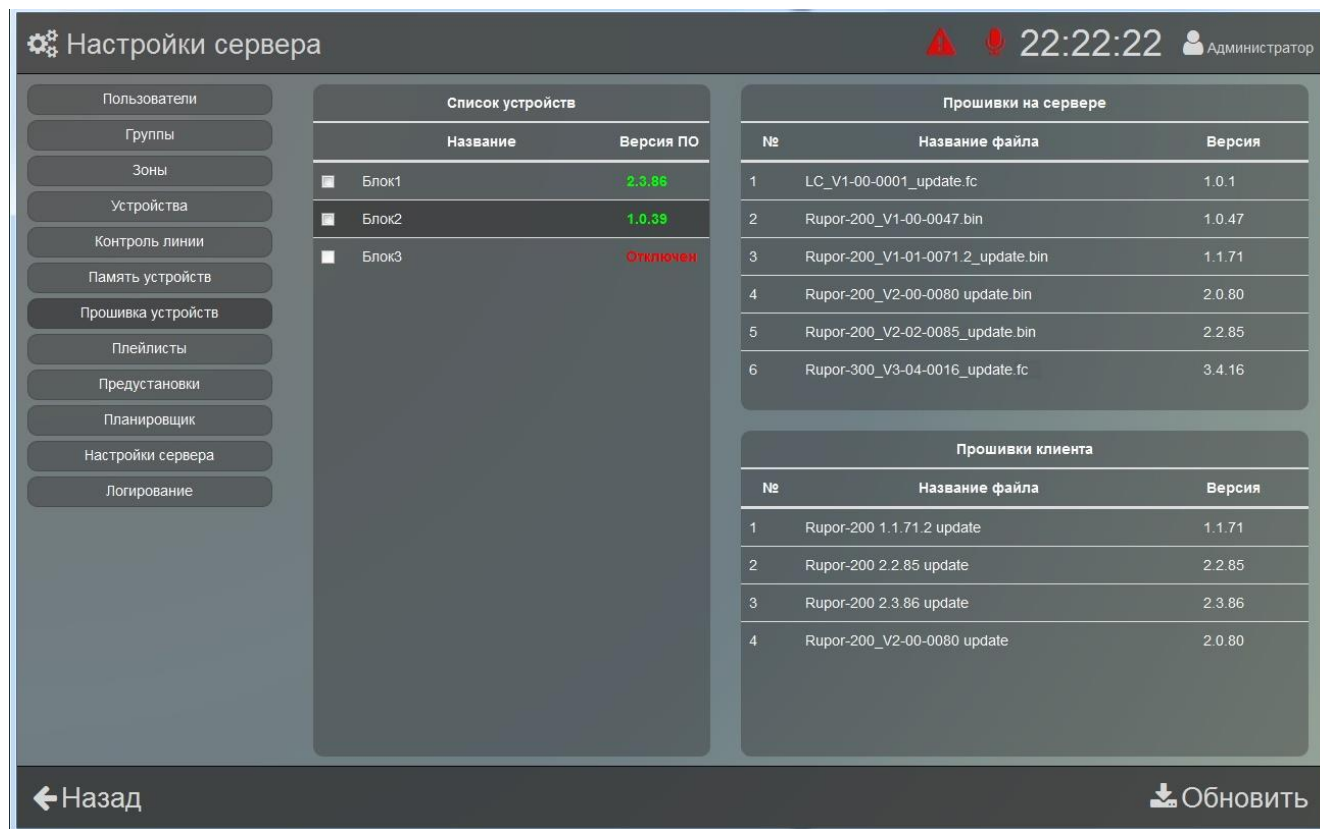 Настройки сервера
22:22:22 Администратор
Пользователи
Группы
Зоны
Устройства
Контроль линии
Память устройств
Прошивка устройств
Плейлисты
Предустановки
Планировщик
Настройки сервера
Логирование
Список устройств
Название Версия ПО
Блок1 2.3.86
Блок2 1.0.39
Блок3 Отключен
Прошивки на сервере
№ Название файла Версия
1 LC_V1-00-0001_update.fc 1.0.1
2 Rupor-200_V1-00-0047.bin 1.0.47
3 Rupor-200_V1-01-0071.2_update.bin 1.1.71
4 Rupor-200_V2-00-0080 update.bin 2.0.80
5 Rupor-200_V2-02-0085_update.bin 2.2.85
6 Rupor-300_V3-04-0016_update.fc 3.4.16
Прошивки клиента
№ Название файла Версия
1 Rupor-200 1.1.71.2 update 1.1.71
2 Rupor-200 2.2.85 update 2.2.85
3 Rupor-200 2.3.86 update 2.3.86
4 Rupor-200_V2-00-0080 update 2.0.80
Назад
Обновить